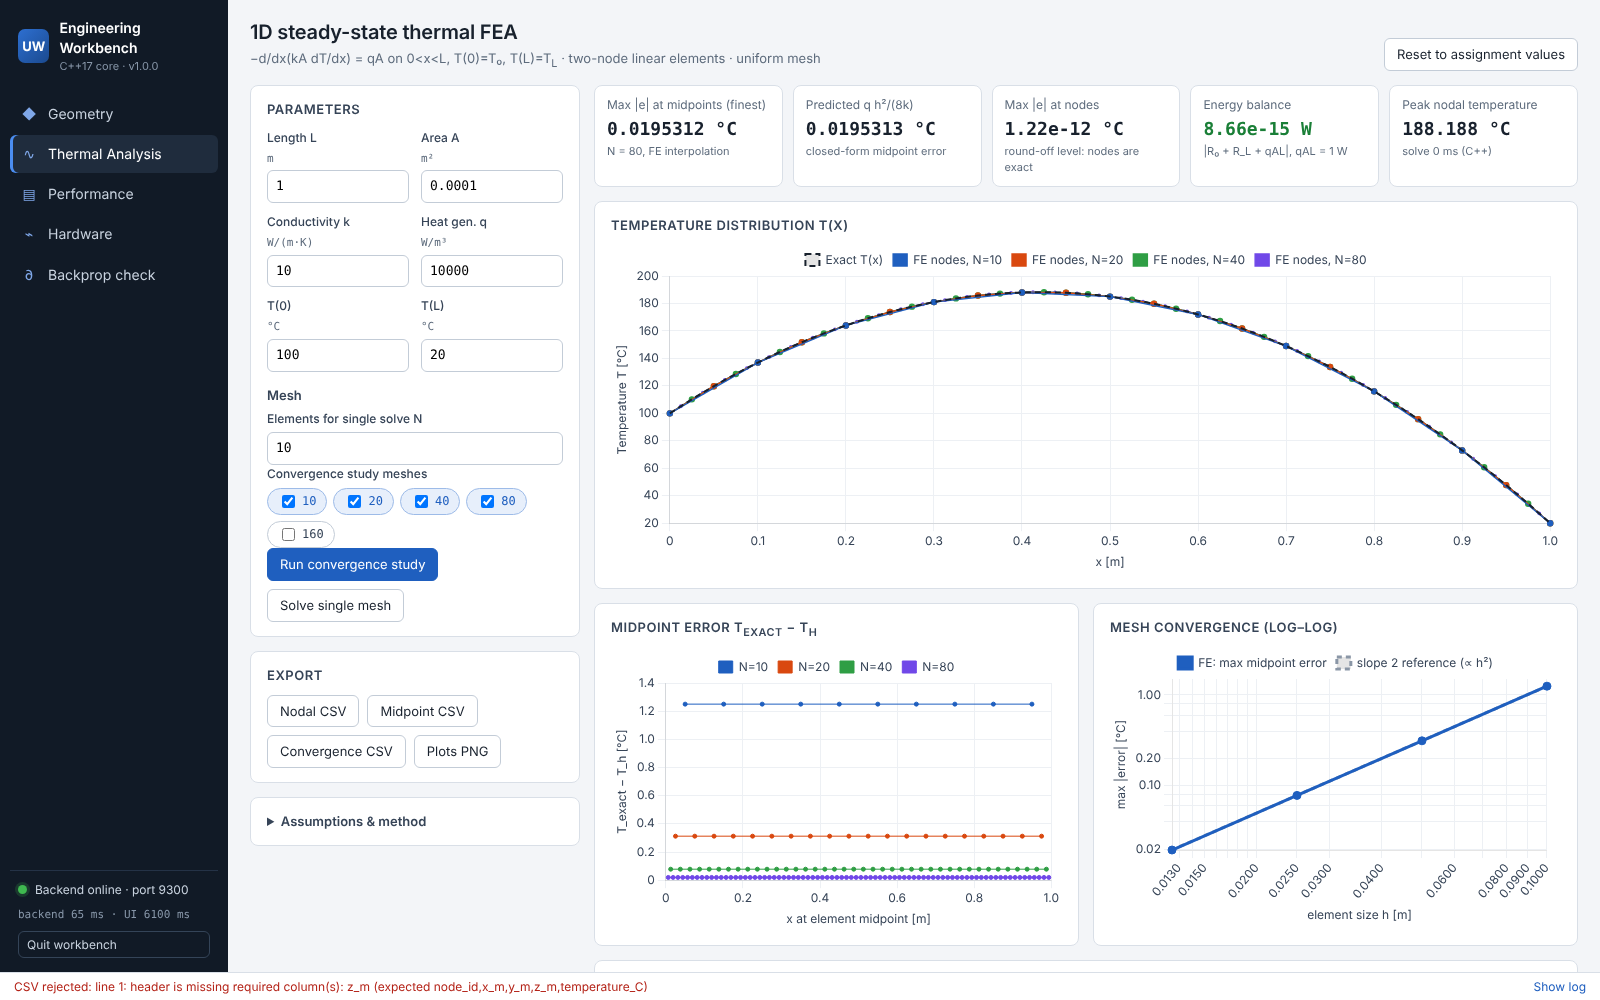 UW
Engineering
Workbench
C++17 core · v1.0.0
Geometry
Thermal Analysis
Performance
Hardware
∂ Backprop check
Backend online · port 9300
backend 65 ms · UI 6100 ms
Quit workbench
1D steady-state thermal FEA
−d/dx(kA dT/dx) = qA on 0<x<L, T(0)=T₀, T(L)=T_L · two-node linear elements · uniform mesh
Reset to assignment values
PARAMETERS
Length L Area A
m m²
1 0.0001
Conductivity k Heat gen. q
W/(m·K) W/m³
10 10000
T(0) T(L)
°C °C
100 20
Mesh
Elements for single solve N
10
Convergence study meshes
10 20 40 80
160
Run convergence study
Solve single mesh
EXPORT
Nodal CSV Midpoint CSV
Convergence CSV Plots PNG
Assumptions & method
Max |e| at midpoints (finest)
0.0195312 °C
N = 80, FE interpolation
Predicted q h²/(8k)
0.0195313 °C
closed-form midpoint error
Max |e| at nodes
1.22e-12 °C
round-off level: nodes are
exact
Energy balance
8.66e-15 W
|R₀ + R_L + qAL|, qAL = 1 W
Peak nodal temperature
188.188 °C
solve 0 ms (C++)
TEMPERATURE DISTRIBUTION T(X)
Exact T(x) FE nodes, N=10 FE nodes, N=20 FE nodes, N=40 FE nodes, N=80
Temperature T [°C]
200
180
160
140
120
100
80
60
40
20
0 0.1 0.2 0.3 0.4 0.5 0.6 0.7 0.8 0.9 1.0
x [m]
MIDPOINT ERROR T_EXACT − T_H
N=10 N=20 N=40 N=80
T_exact − T_h [°C]
1.4
1.2
1.0
0.8
0.6
0.4
0.2
0
0 0.2 0.4 0.6 0.8 1.0
x at element midpoint [m]
MESH CONVERGENCE (LOG–LOG)
FE: max midpoint error slope 2 reference (∝ h²)
max |error| [°C]
1.00
0.20
0.10
0.02
0.0130 0.0150 0.0200 0.0250 0.0300 0.0400 0.0600 0.0800 0.0900 0.1000
element size h [m]
CSV rejected: line 1: header is missing required column(s): z_m (expected node_id,x_m,y_m,z_m,temperature_C)
Show log